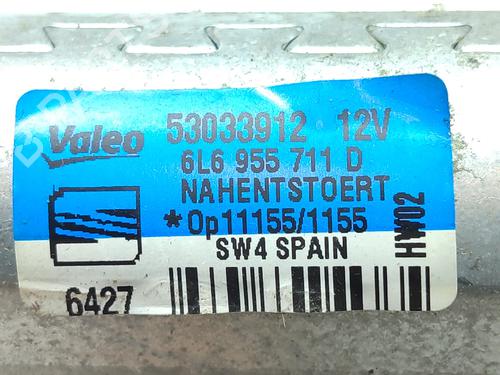 Valeo 53033912 12V
6L6 955 711 D
NAHENTSTOERT
*Op11155/1155
SW4 SPAIN
HW02
6427